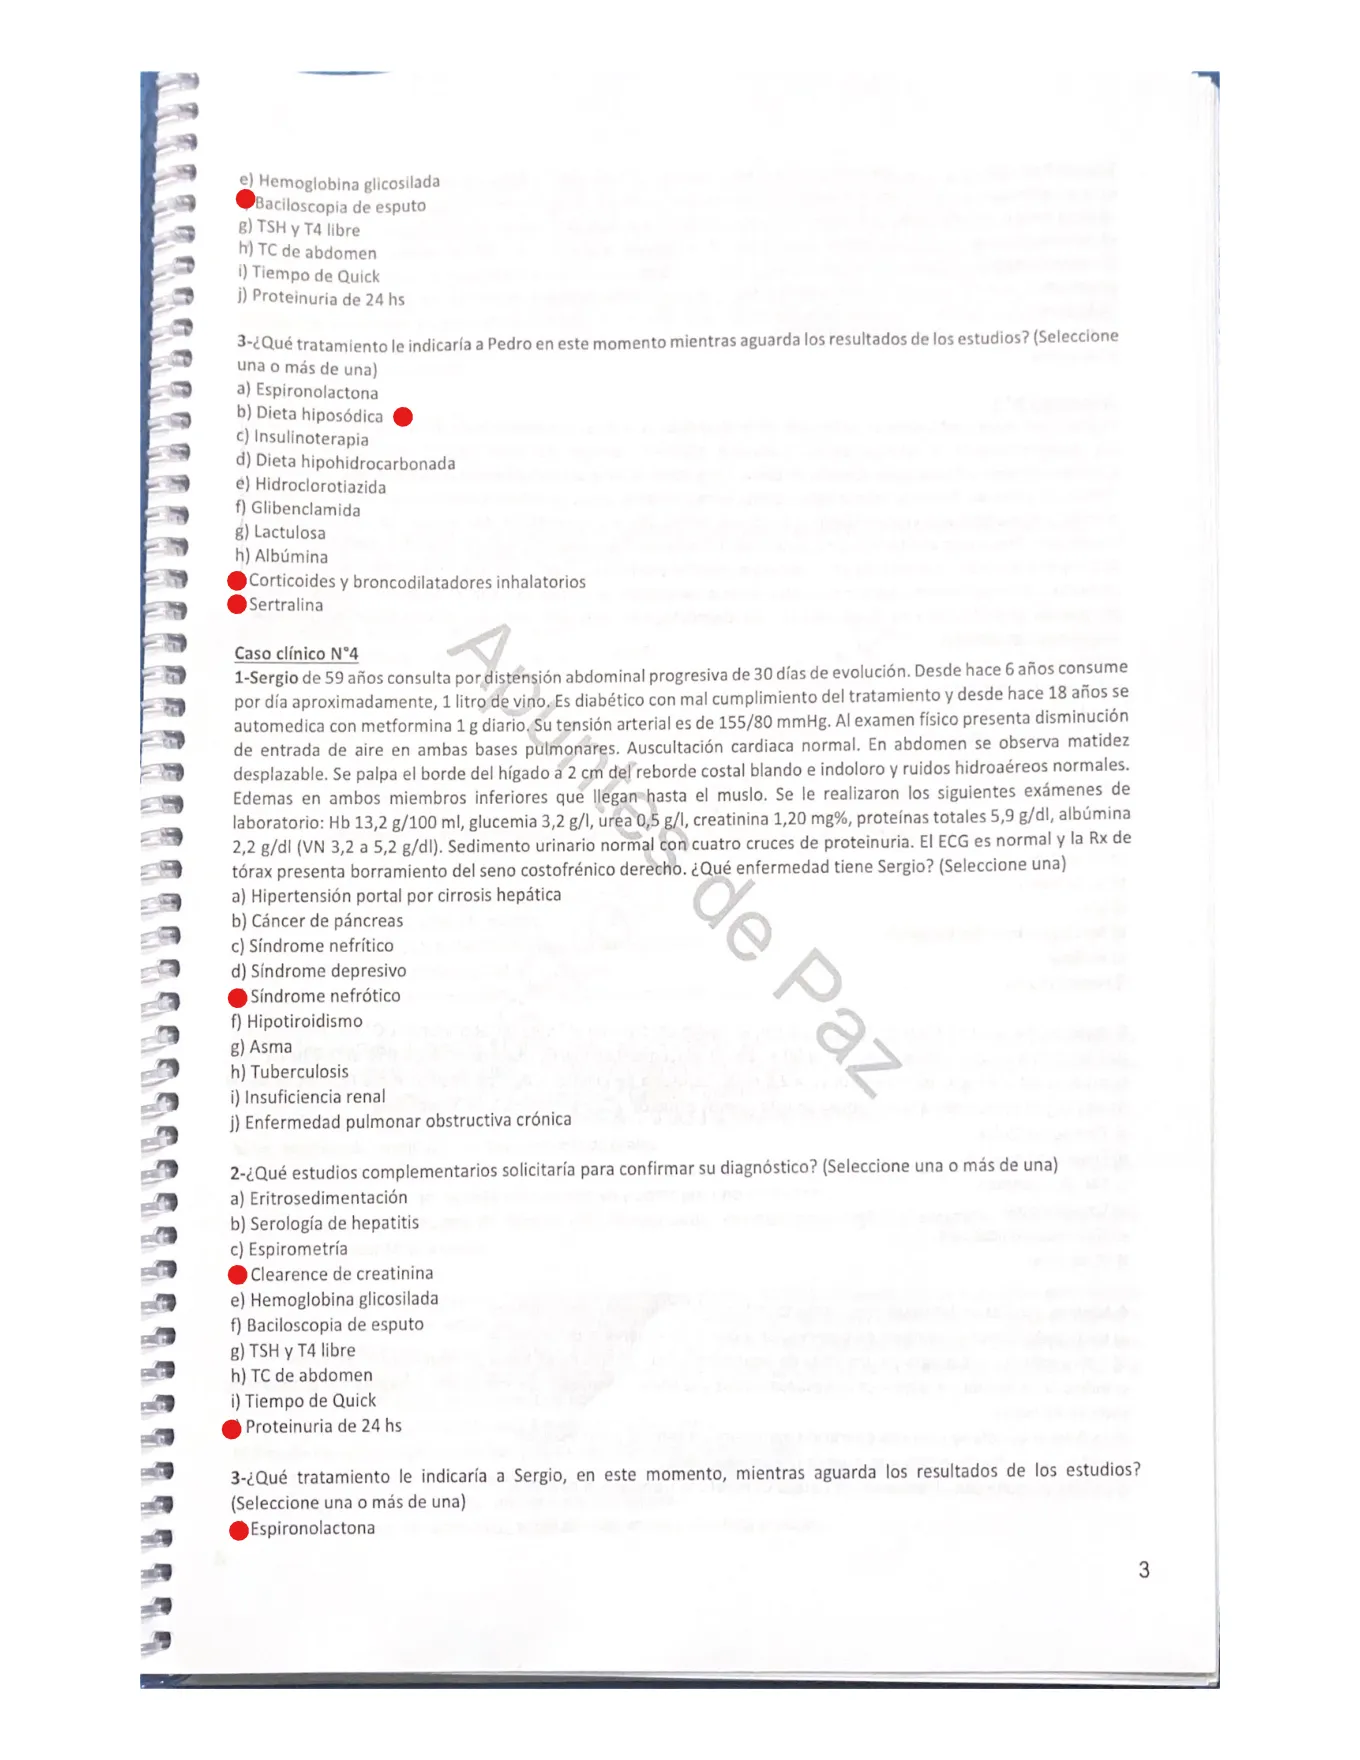 e) Hemoglobina glicosilada
Baciloscopia de esputo
g) TSH y T4 libre
h) TC de abdomen
i) Tiempo de Quick
j) Proteinuria de 24 hs
3-¿Qué tratamiento le indicaría a Pedro en este momento mientras aguarda los resultados de los estudios? (Seleccione
una o más de una)
a) Espironolactona
b) Dieta hiposódica
c) Insulinoterapia
d) Dieta hipohidrocarbonada
e) Hidroclorotiazida
f) Glibenclamida
g) Lactulosa
h) Albúmina
Corticoides y broncodilatadores inhalatorios
Sertralina
Caso clínico N°4
1-Sergio de 59 años consulta por distensión abdominal progresiva de 30 días de evolución. Desde hace 6 años consume
por día aproximadamente, 1 litro de vino. Es diabético con mal cumplimiento del tratamiento y desde hace 18 años se
automedica con metformina 1 g diario. Su tensión arterial es de 155/80 mmHg. Al examen físico presenta disminución
de entrada de aire en ambas bases pulmonares. Auscultación cardiaca normal. En abdomen se observa matidez
desplazable. Se palpa el borde del hígado a 2 cm del reborde costal blando e indoloro y ruidos hidroaéreos normales.
Edemas en ambos miembros inferiores que llegan hasta el muslo. Se le realizaron los siguientes exámenes de
laboratorio: Hb 13,2 g/100 ml, glucemia 3,2 g/l, urea 0,5 g/l, creatinina 1,20 mg%, proteínas totales 5,9 g/dl, albúmina
2,2 g/dl (VN 3,2 a 5,2 g/dl). Sedimento urinario normal con cuatro cruces de proteinuria. El ECG es normal y la Rx de
tórax presenta borramiento del seno costofrénico derecho. ¿Qué enfermedad tiene Sergio? (Seleccione una)
a) Hipertensión portal por cirrosis hepática
b) Cáncer de páncreas
c) Síndrome nefrítico
d) Síndrome depresivo
Síndrome nefrótico
f) Hipotiroidismo
g) Asma
h) Tuberculosis
i) Insuficiencia renal
j) Enfermedad pulmonar obstructiva crónica
2-¿Qué estudios complementarios solicitaría para confirmar su diagnóstico? (Seleccione una o más de una)
a) Eritrosedimentación
b) Serología de hepatitis
c) Espirometría
Clearence de creatinina
e) Hemoglobina glicosilada
f) Baciloscopia de esputo
g) TSH y T4 libre
h) TC de abdomen
i) Tiempo de Quick
Proteinuria de 24 hs
3-¿Qué tratamiento le indicaría a Sergio, en este momento, mientras aguarda los resultados de los estudios?
(Seleccione una o más de una)
Espironolactona
3
Apuntes de Paz